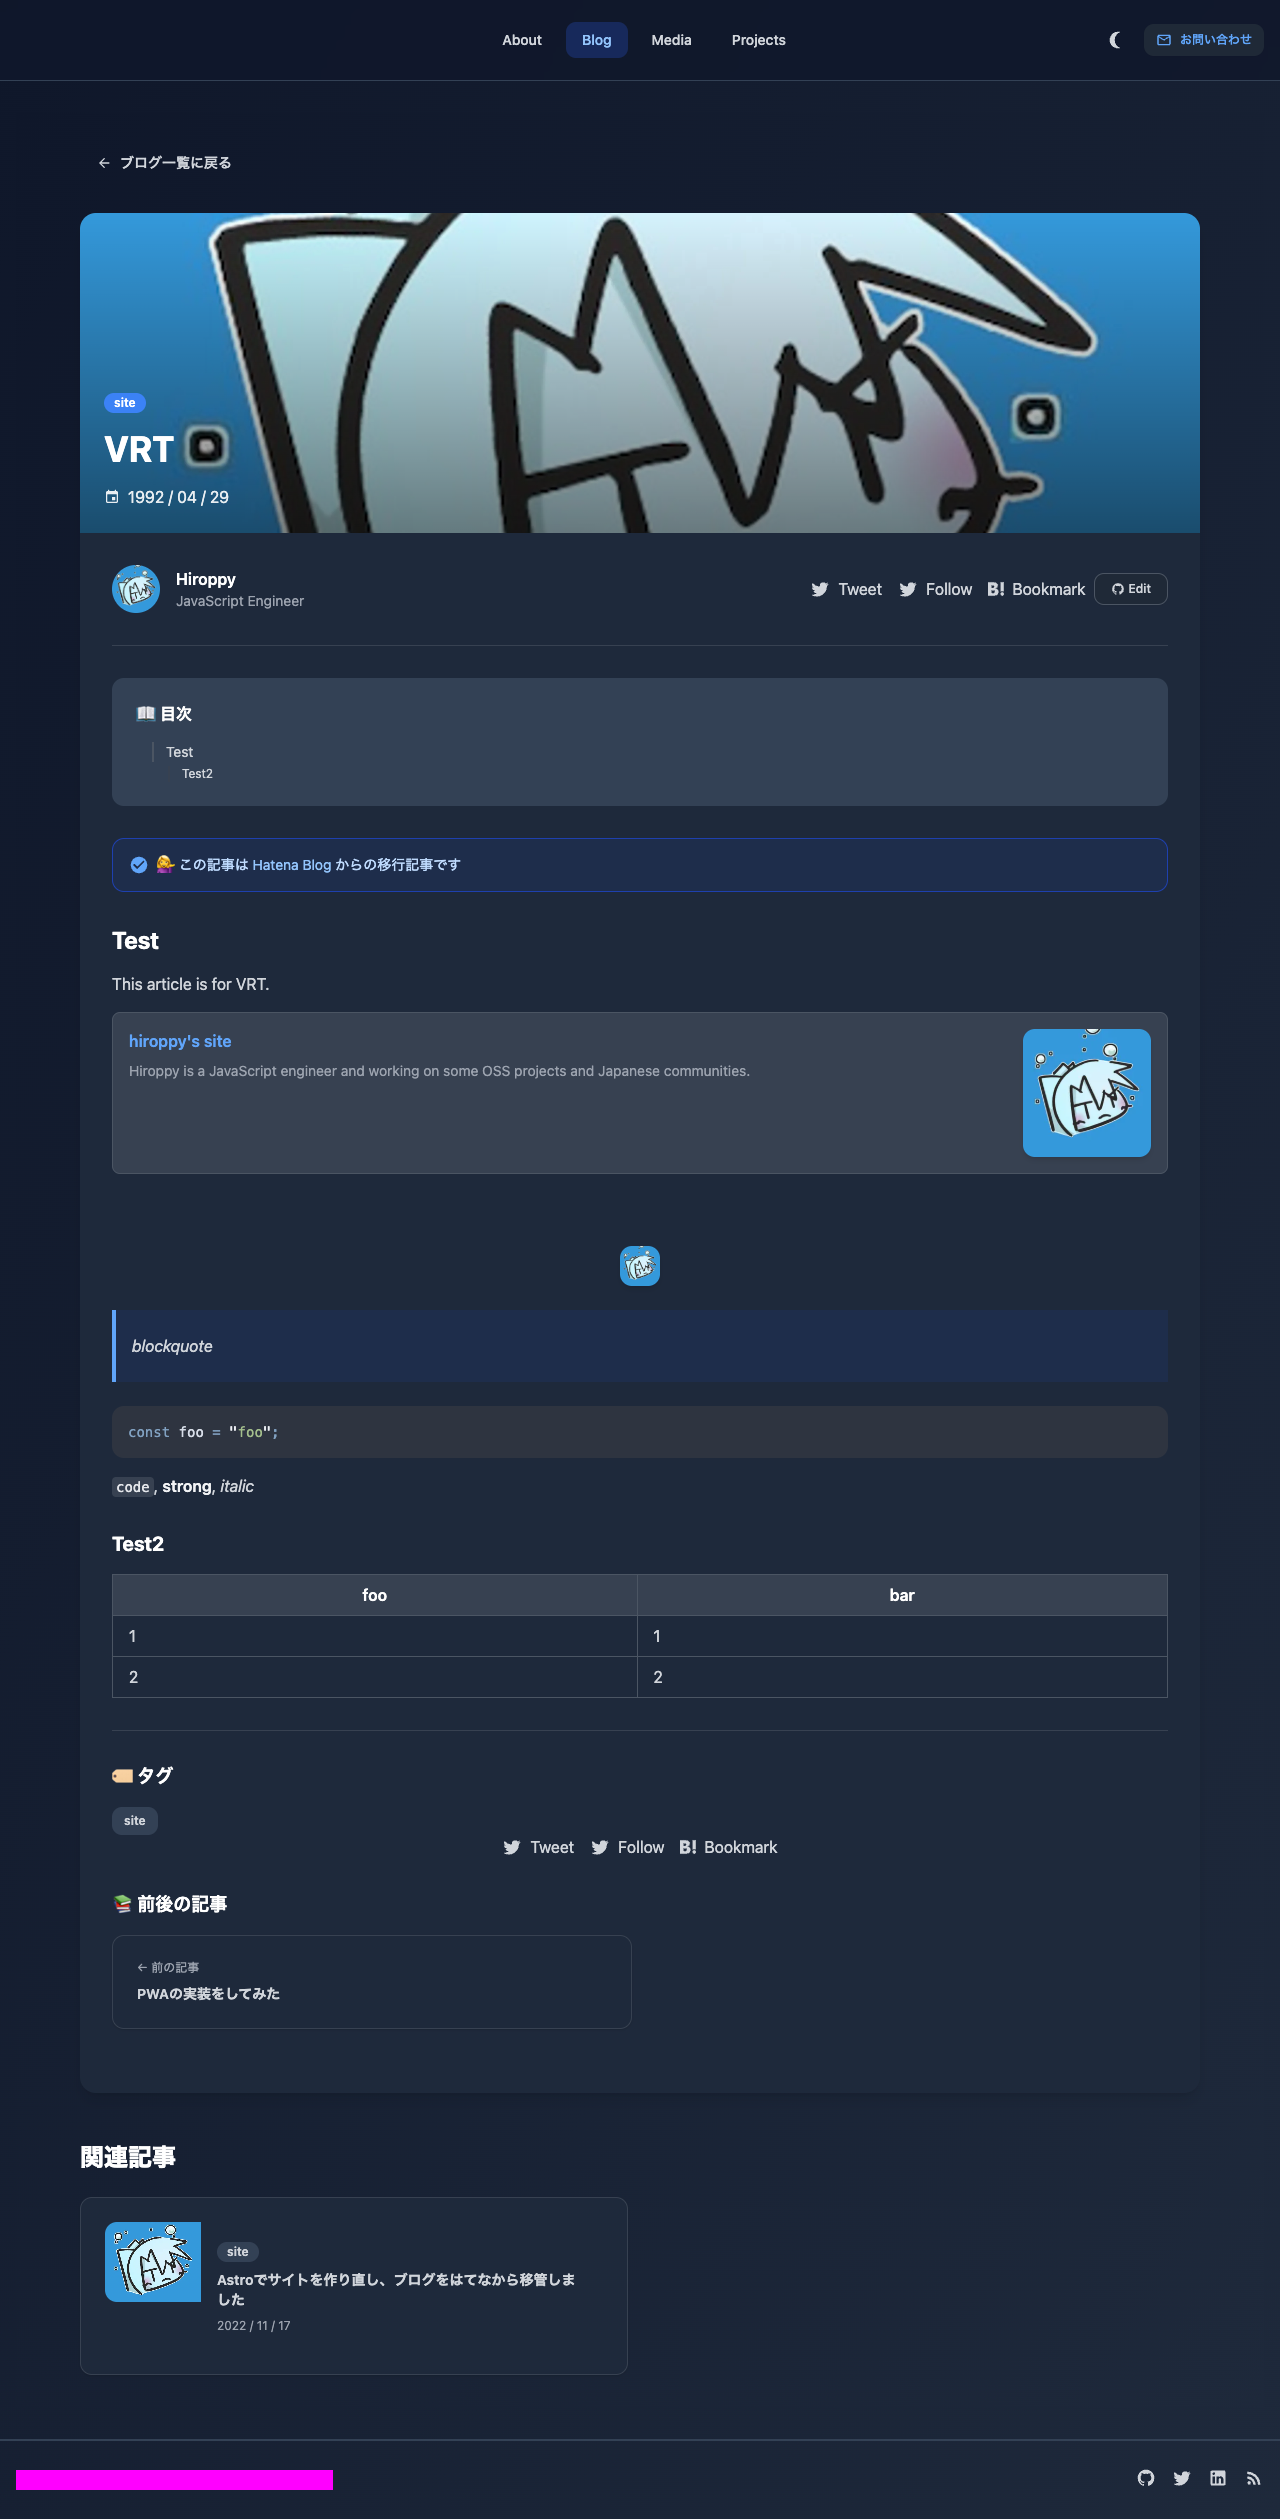 About Blog Media Projects お問い合わせ
← ブログ一覧に戻る
site
VRT
1992 / 04 / 29
Hiroppy
JavaScript Engineer
Tweet Follow B! Bookmark Edit
📖 目次
Test
Test2
💁‍♀️ この記事は Hatena Blog からの移行記事です
Test
This article is for VRT.
hiroppy's site
Hiroppy is a JavaScript engineer and working on some OSS projects and Japanese communities.
blockquote
const foo = "foo";
code, strong, italic
Test2
foo bar
1 1
2 2
🏷️ タグ
site
Tweet Follow B! Bookmark
📚 前後の記事
← 前の記事
PWAの実装をしてみた
関連記事
site
Astroでサイトを作り直し、ブログをはてなから移管しま
した
2022 / 11 / 17